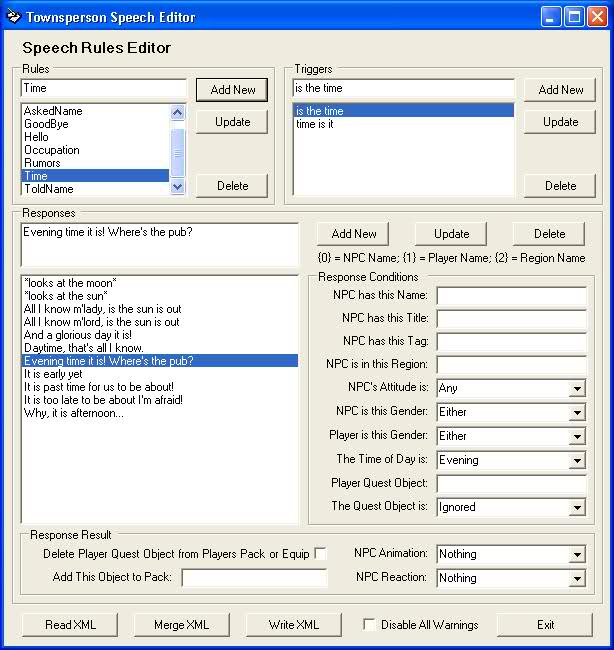 Townsperson Speech Editor
Speech Rules Editor
Rules
Time
Add New
AskedName
GoodBye
Hello
Occupation
Rumors
Time
ToldName
Update
Delete
Triggers
is the time
Add New
is the time
time is it
Update
Delete
Responses
Evening time it is! Where's the pub?
Add New
Update
Delete
{0} = NPC Name; {1} = Player Name; {2} = Region Name
*looks at the moon*
*looks at the sun*
All I know m'lady, is the sun is out
All I know m'lord, is the sun is out
And a glorious day it is!
Daytime, that's all I know.
Evening time it is! Where's the pub?
It is early yet
It is past time for us to be about!
It is too late to be about I'm afraid!
Why, it is afternoon...
Response Conditions
NPC has this Name:
NPC has this Title:
NPC has this Tag:
NPC is in this Region:
NPC's Attitude is: Any
NPC is this Gender: Either
Player is this Gender: Either
The Time of Day is: Evening
Player Quest Object:
The Quest Object is: Ignored
Response Result
Delete Player Quest Object from Players Pack or Equip
Add This Object to Pack:
NPC Animation: Nothing
NPC Reaction: Nothing
Read XML
Merge XML
Write XML
Disable All Warnings
Exit